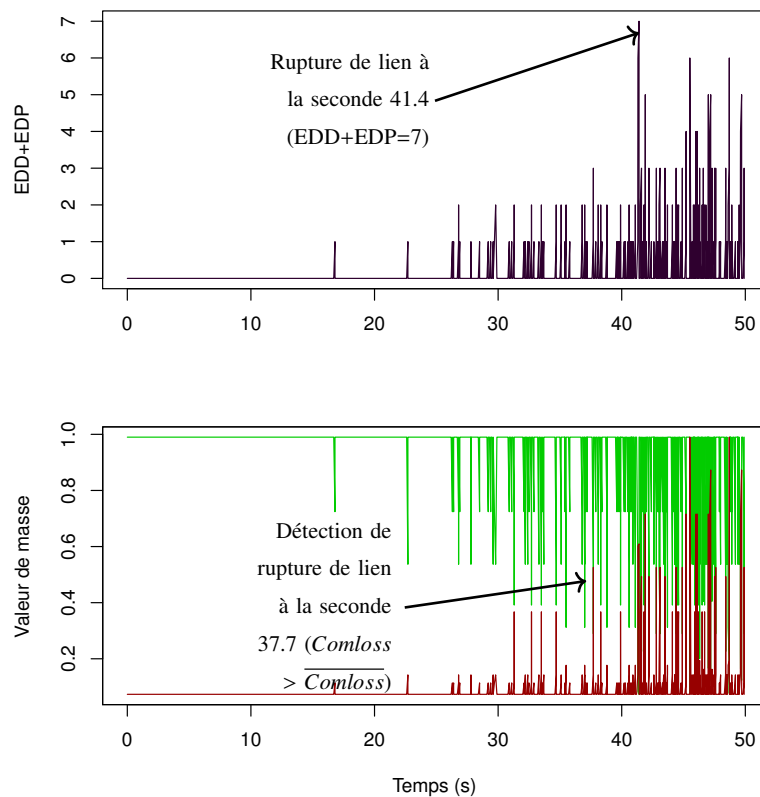 7
6
5
4
3
2
1
0
EDD+EDP
Rupture de lien à
la seconde 41.4
(EDD+EDP=7)
0 10 20 30 40 50
1.0
0.8
0.6
0.4
0.2
Valeur de masse
Détection de
rupture de lien
à la seconde
37.7 (Comloss
> Comloss)
0 10 20 30 40 50
Temps (s)